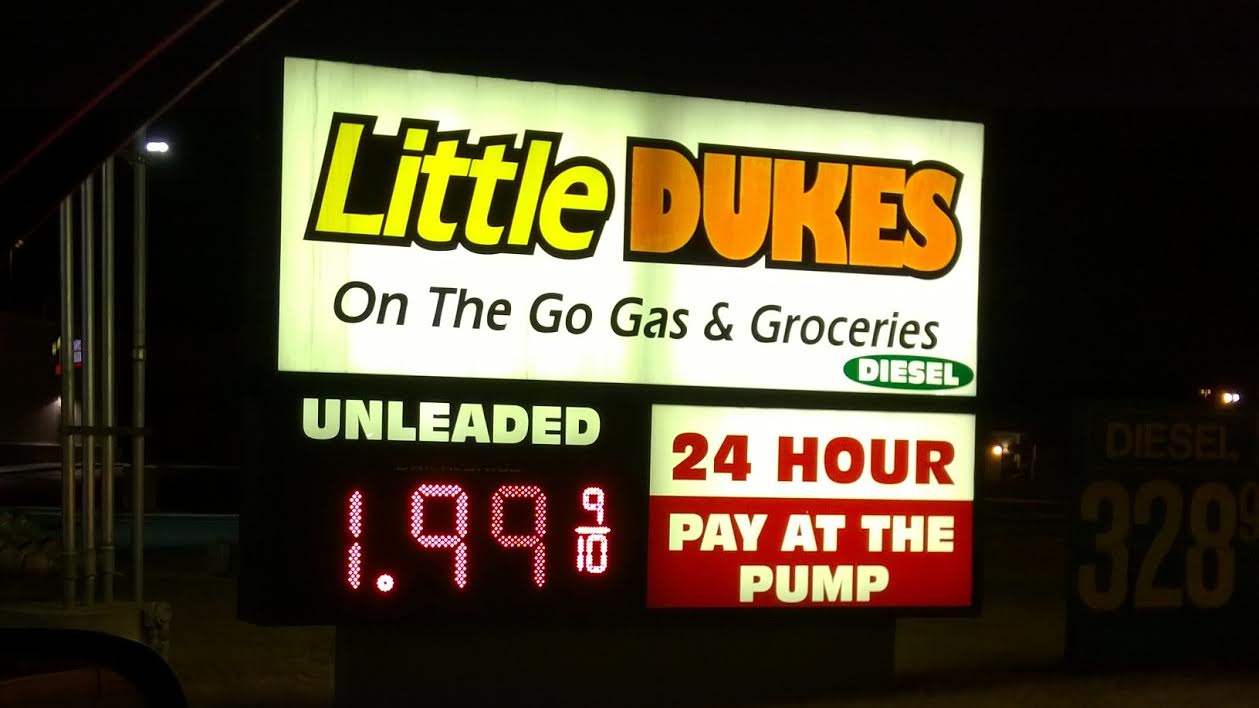 Little DUKES
On The Go Gas & Groceries
DIESEL
UNLEADED
1.99 9/10
24 HOUR
PAY AT THE
PUMP
DIESEL
328